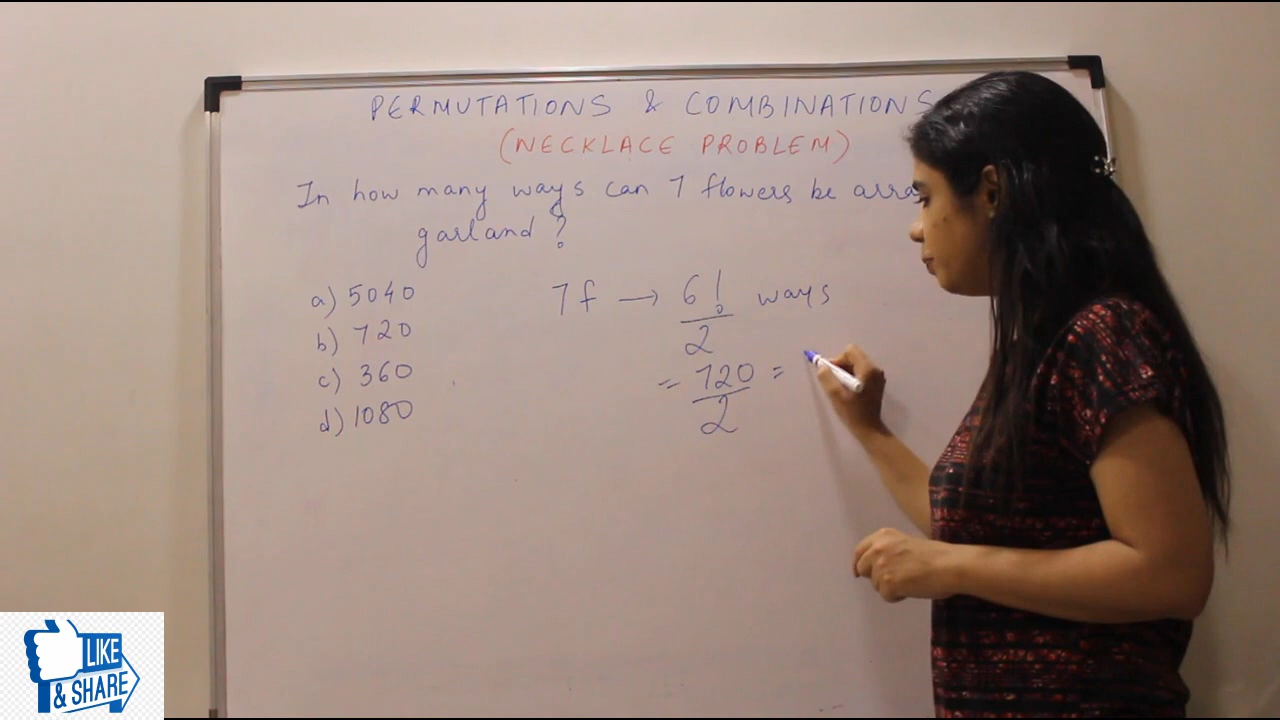 PERMUTATIONS & COMBINATIONS
(NECKLACE PROBLEM)
In how many ways can 7 flowers be
garland ?
a) 5040
b) 720
c) 360
d) 1080
7f → 6! ways
2
= 720 =
2
LIKE
& SHARE